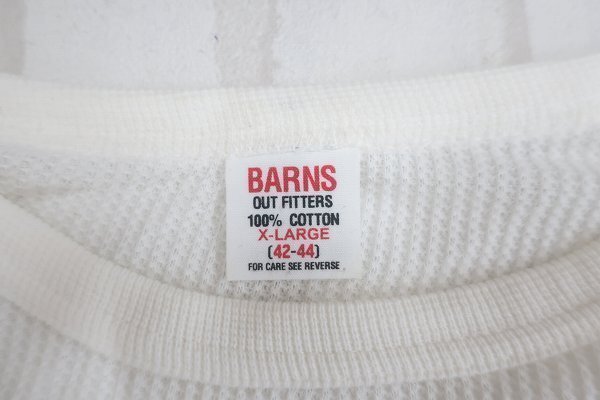 BARNS
OUT FITTERS
100% COTTON
X-LARGE
(42-44)
FOR CARE SEE REVERSE